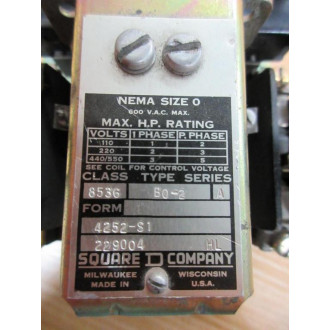 NEMA SIZE 0
600 V.A.C. MAX.
MAX. H.P. RATING
VOLTS 1 PHASE P. PHASE
110 1 2
220 2 3
440/550 3 5
SEE COIL FOR CONTROL VOLTAGE
CLASS TYPE SERIES
8536 BO-2 A
FORM
4252-S1
229004 HL
SQUARE D COMPANY
MILWAUKEE WISCONSIN
MADE IN U.S.A.